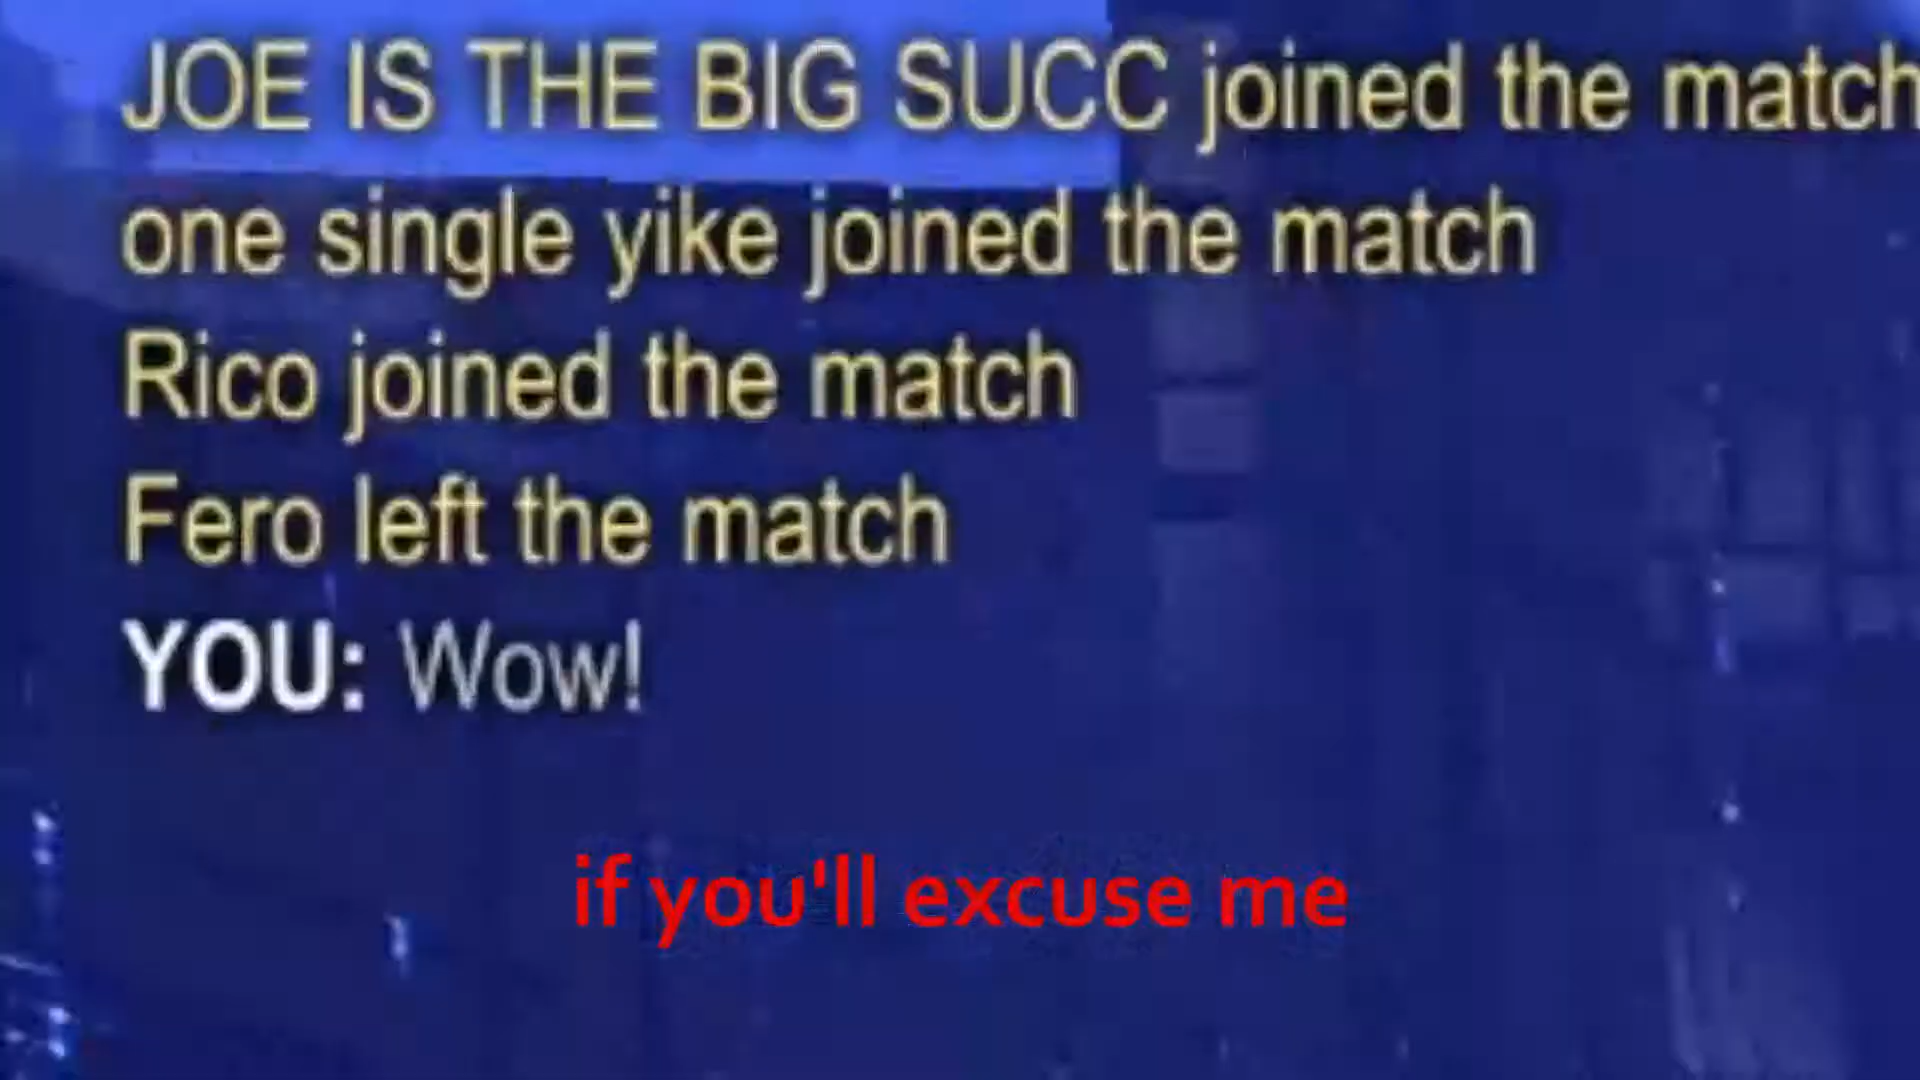 JOE IS THE BIG SUCC joined the match
one single yike joined the match
Rico joined the match
Fero left the match
YOU: Wow!
if you'll excuse me